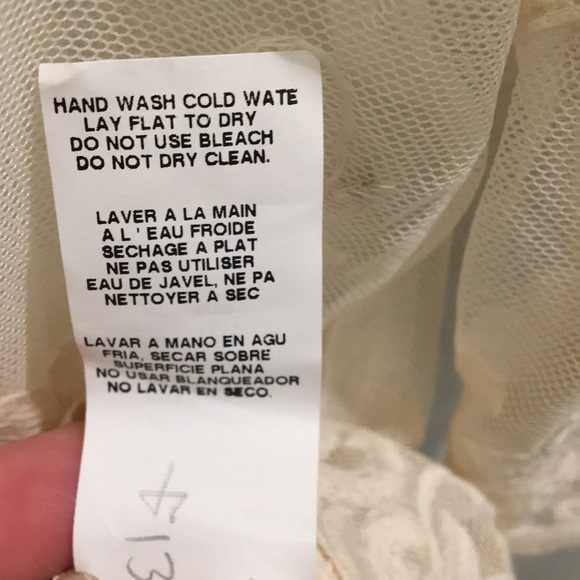 HAND WASH COLD WATE
LAY FLAT TO DRY
DO NOT USE BLEACH
DO NOT DRY CLEAN.
LAVER A LA MAIN
A L ' EAU FROIDE
SECHAGE A PLAT
NE PAS UTILISER
EAU DE JAVEL, NE PA
NETTOYER A SEC
LAVAR A MANO EN AGU
FRIA, SECAR SOBRE
SUPERFICIE PLANA
NO USAR BLANQUEADOR
NO LAVAR EN SECO.